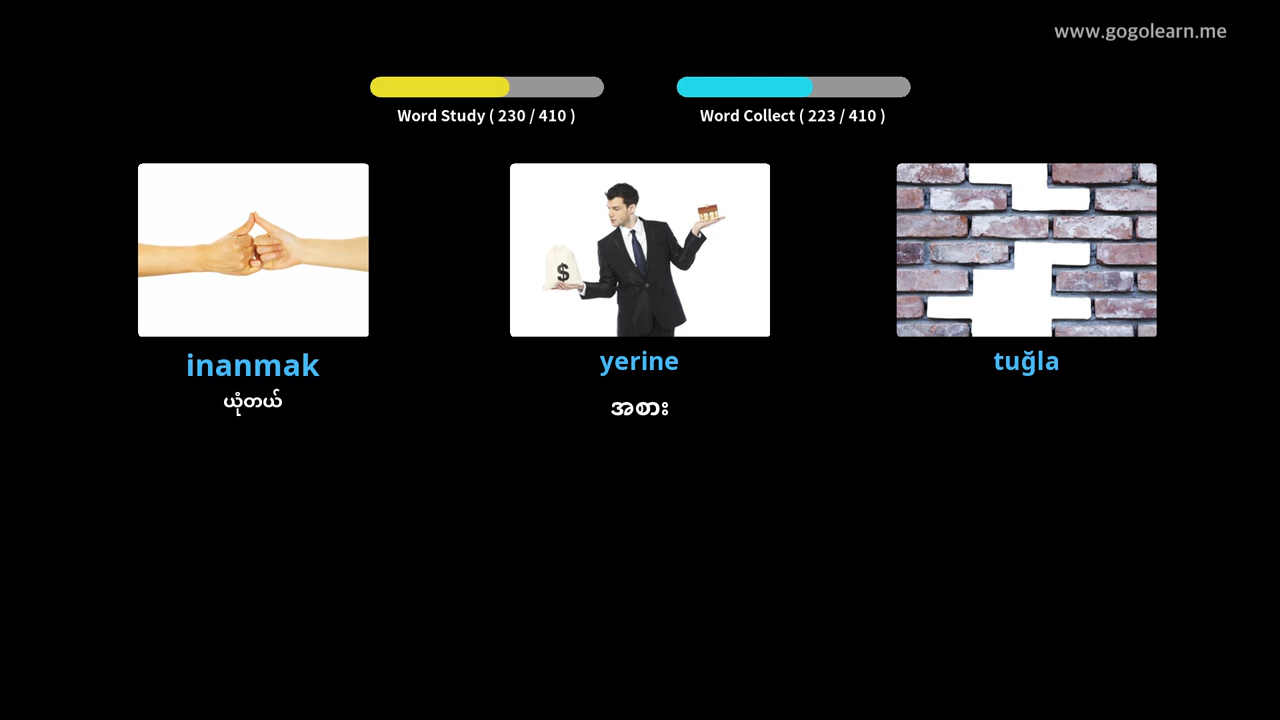 www.gogolearn.me
Word Study ( 230 / 410 )
Word Collect ( 223 / 410 )
$
inanmak
ယုံတယ်
yerine
အစား
tuğla